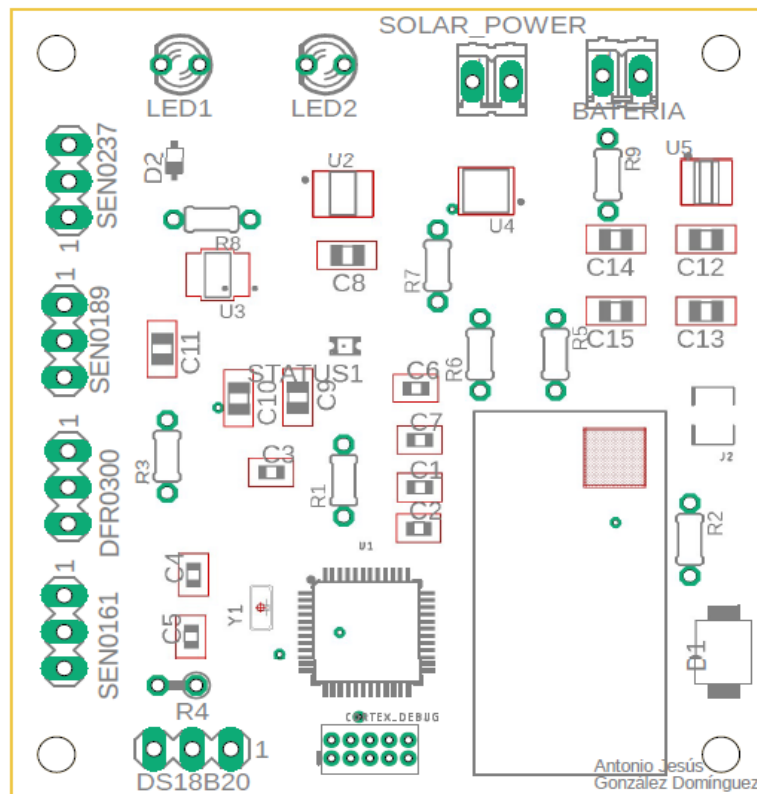 SOLAR_POWER
LED1
LED2
BATERIA
SEN0237
1
D2
U2
R9
U5
U4
R8
C8
R7
C14
C12
U3
1
SEN0189
C11
STATUS1
C15
C13
R5
R6
C6
C10
C9
1
DFR0300
R3
C3
R1
C7
C1
C2
J2
R2
U1
1
SEN0161
C4
C5
Y1
D1
R4
CORTEX_DEBUG
1
DS18B20
Antonio Jesús
González Domínguez